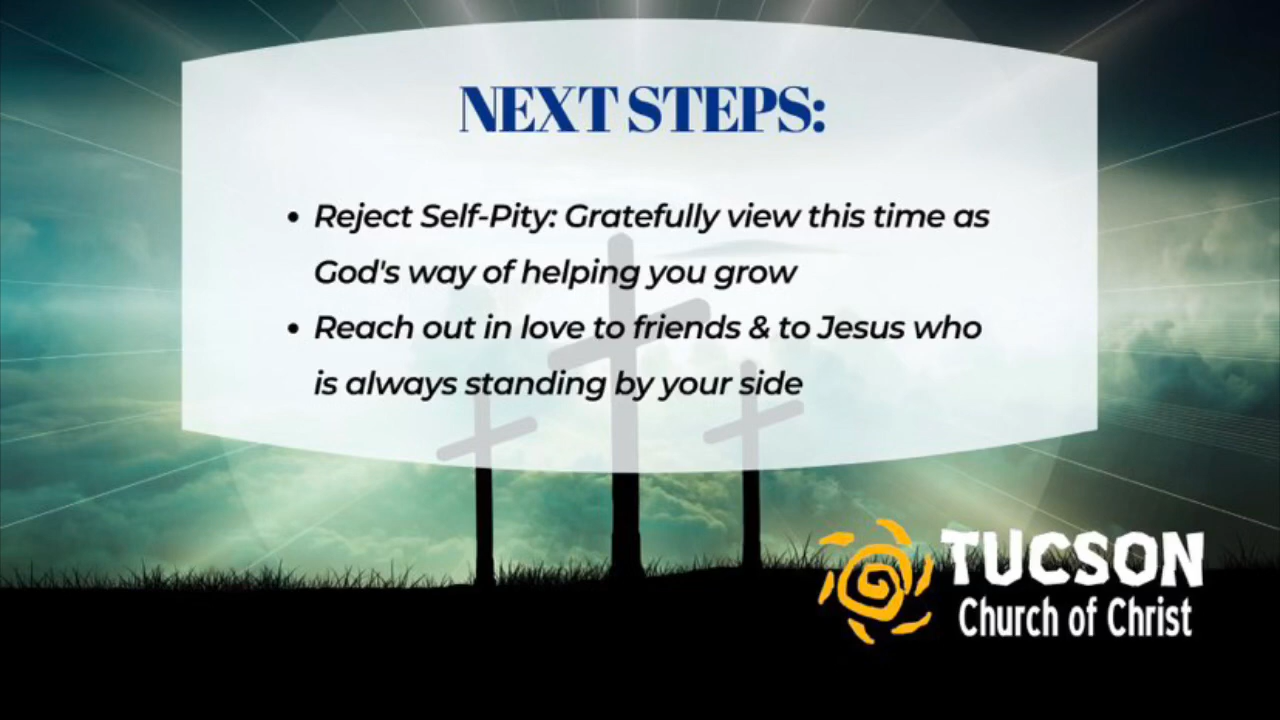 NEXT STEPS:
• Reject Self-Pity: Gratefully view this time as
God's way of helping you grow
• Reach out in love to friends & to Jesus who
is always standing by your side
TUCSON
Church of Christ